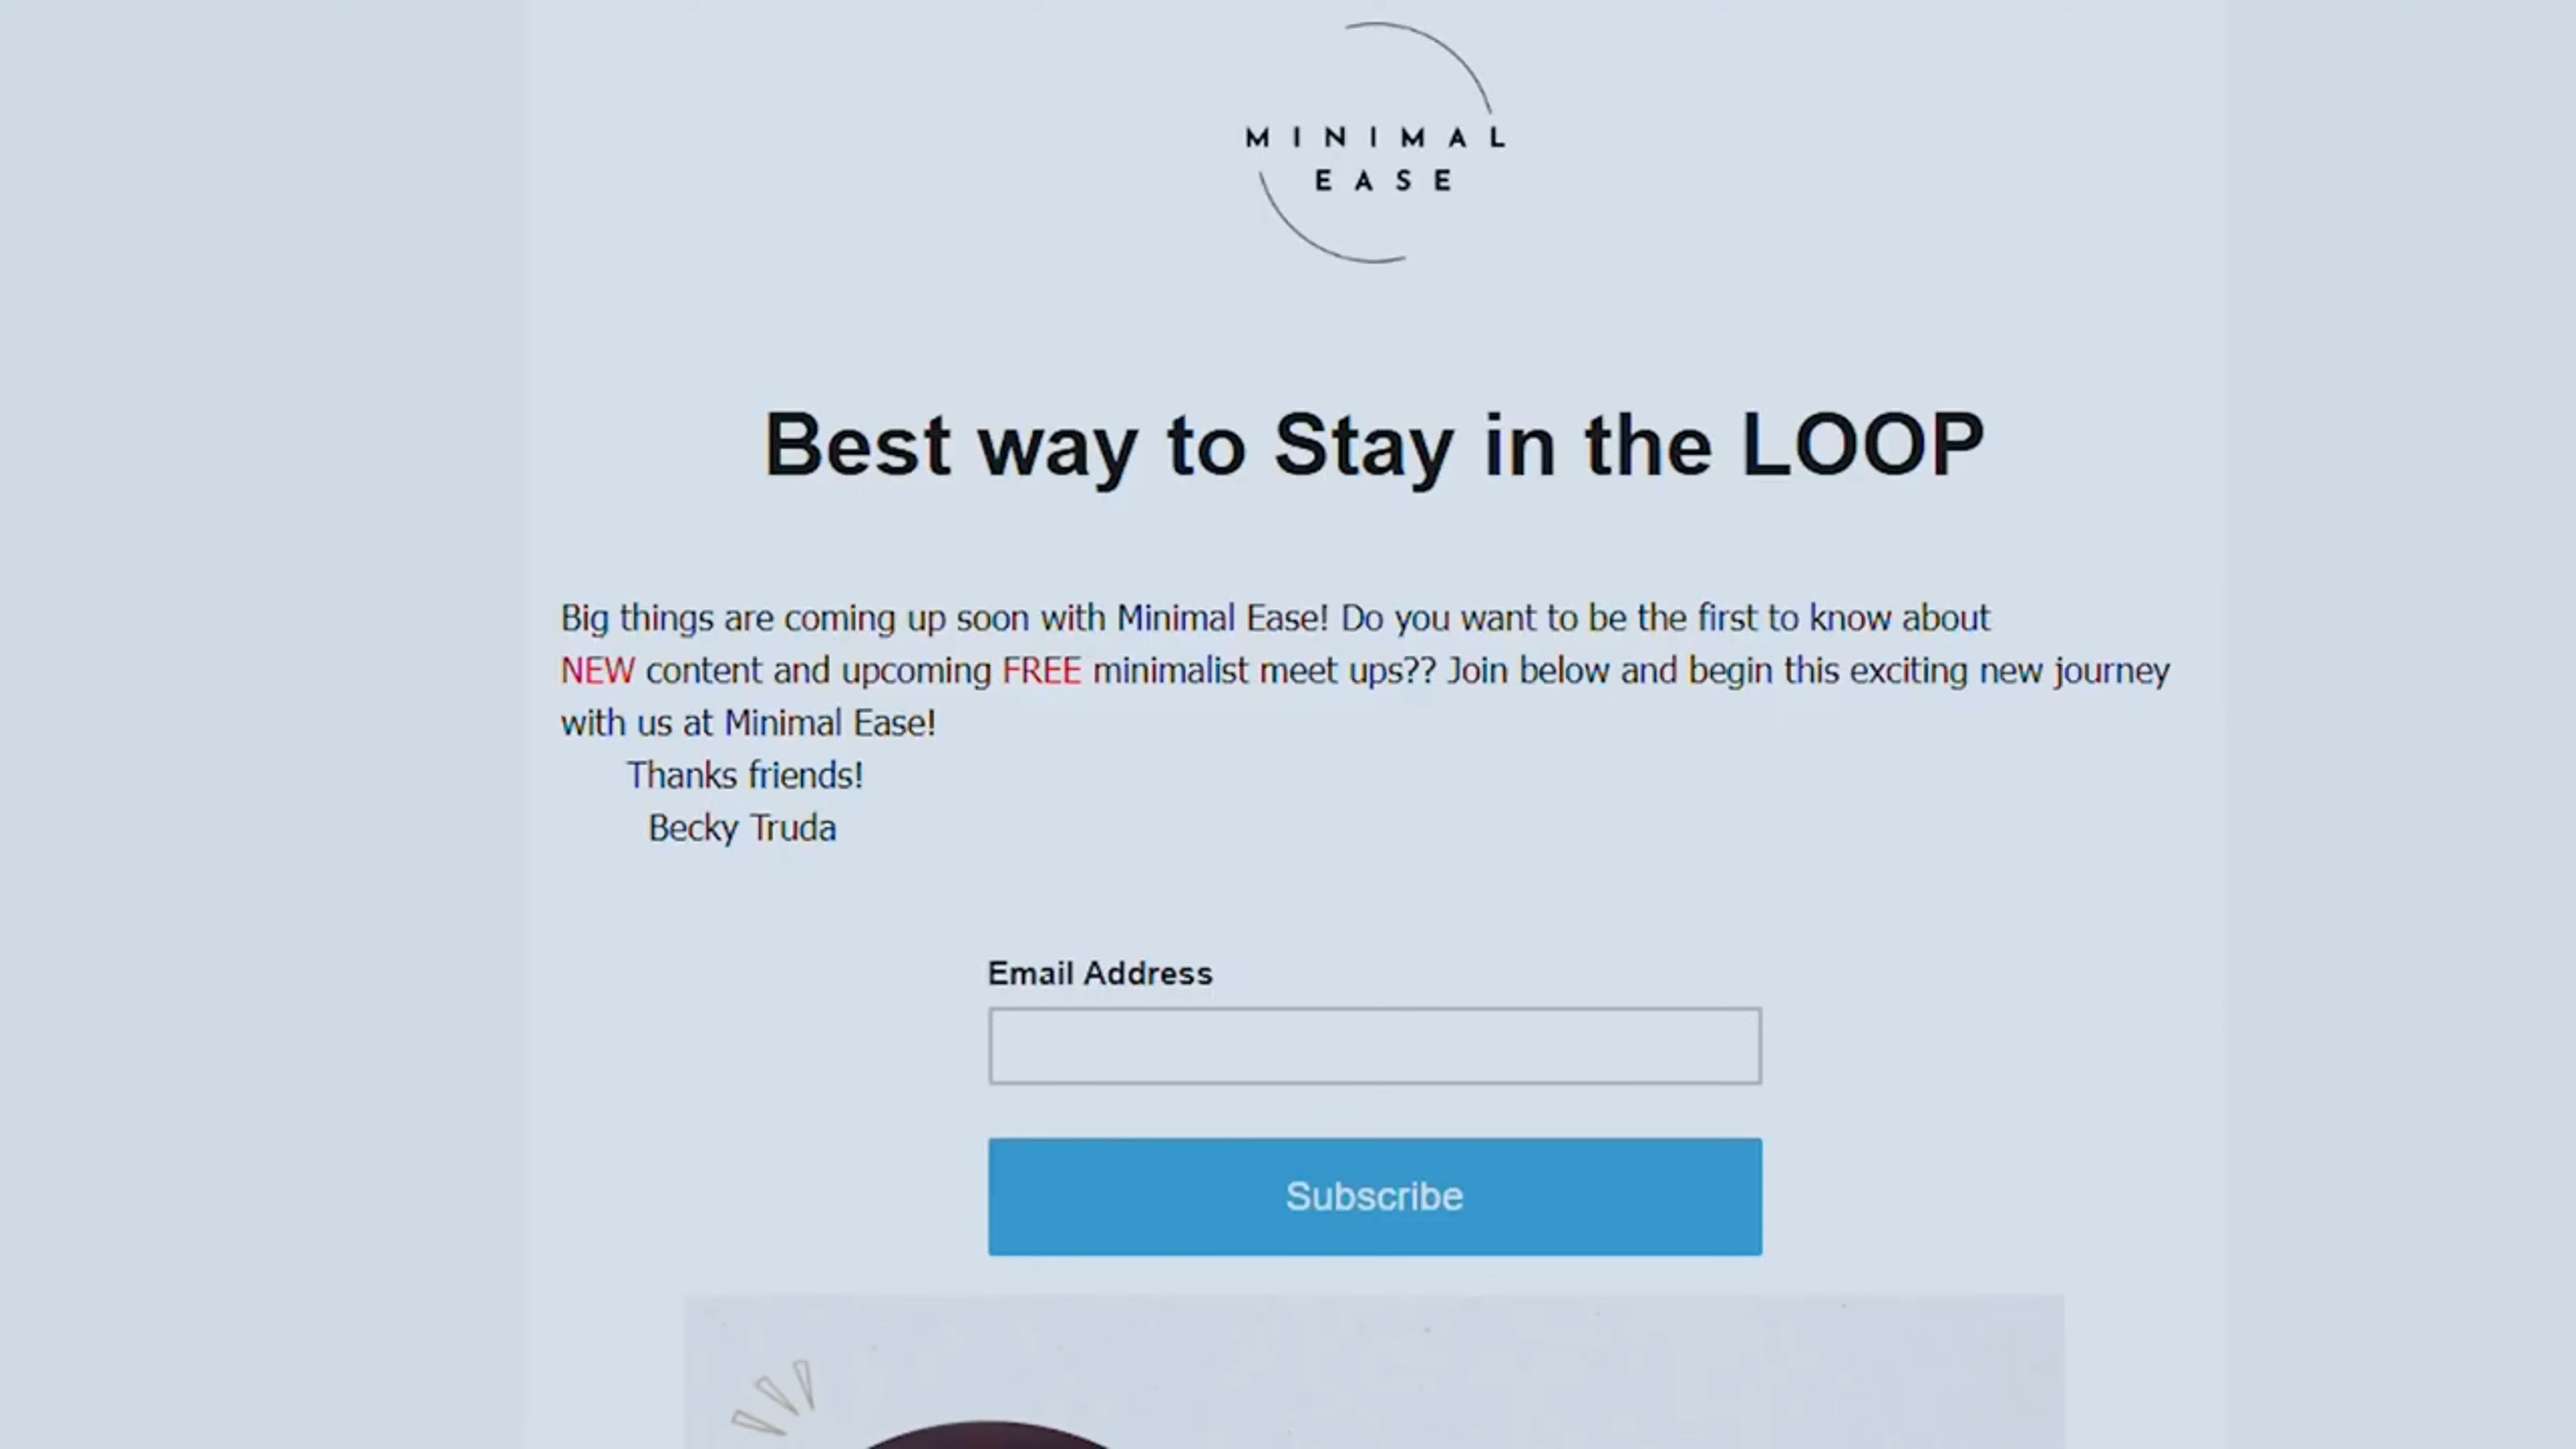 MINIMAL
EASE
Best way to Stay in the LOOP
Big things are coming up soon with Minimal Ease! Do you want to be the first to know about
NEW content and upcoming FREE minimalist meet ups?? Join below and begin this exciting new journey
with us at Minimal Ease!
Thanks friends!
Becky Truda
Email Address
Subscribe